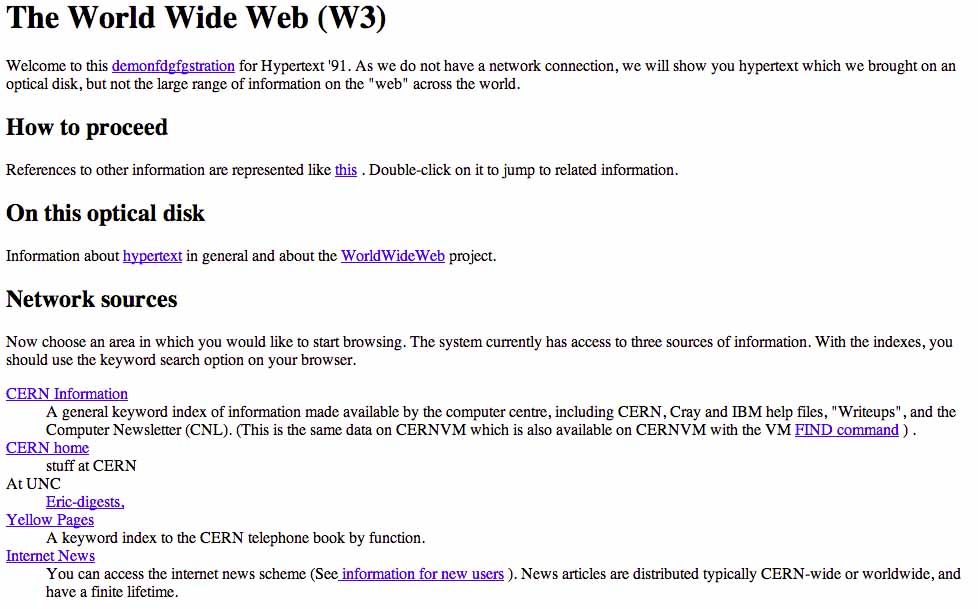 The World Wide Web (W3)
Welcome to this demonfdgfgstration for Hypertext '91. As we do not have a network connection, we will show you hypertext which we brought on an
optical disk, but not the large range of information on the "web" across the world.
How to proceed
References to other information are represented like this . Double-click on it to jump to related information.
On this optical disk
Information about hypertext in general and about the WorldWideWeb project.
Network sources
Now choose an area in which you would like to start browsing. The system currently has access to three sources of information. With the indexes, you
should use the keyword search option on your browser.
CERN Information
A general keyword index of information made available by the computer centre, including CERN, Cray and IBM help files, "Writeups", and the
Computer Newsletter (CNL). (This is the same data on CERNVM which is also available on CERNVM with the VM FIND command ) .
CERN home
stuff at CERN
At UNC
Eric-digests,
Yellow Pages
A keyword index to the CERN telephone book by function.
Internet News
You can access the internet news scheme (See information for new users ). News articles are distributed typically CERN-wide or worldwide, and
have a finite lifetime.